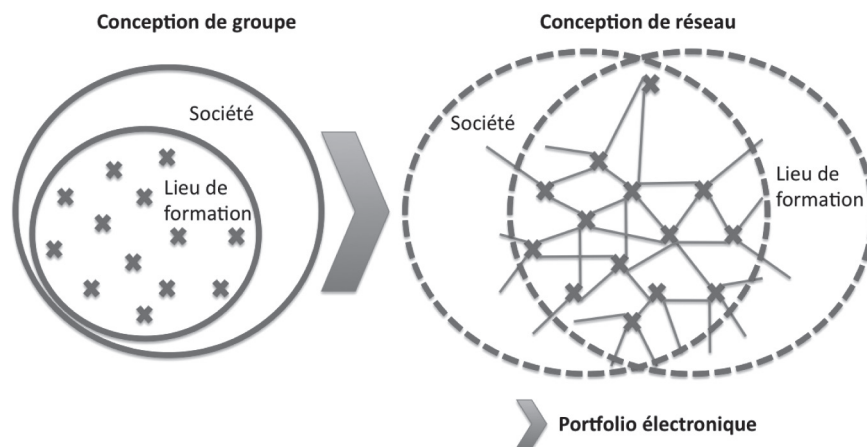 Conception de groupe
Société
Lieu de
formation
Conception de réseau
Société
Lieu de
formation
Portfolio électronique